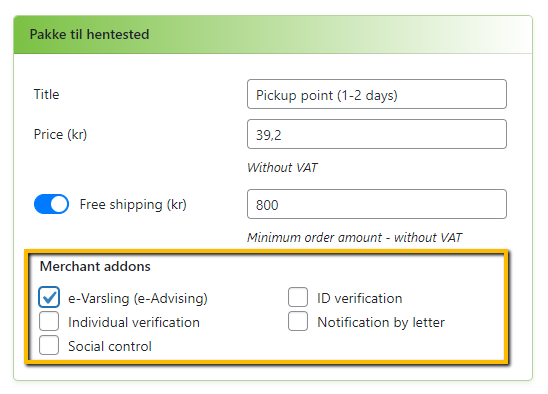 Pakke til hentested
Title
Pickup point (1-2 days)
Price (kr)
39,2
Without VAT
Free shipping (kr)
800
Minimum order amount - without VAT
Merchant addons
e-Varsling (e-Advising)
ID verification
Individual verification
Notification by letter
Social control